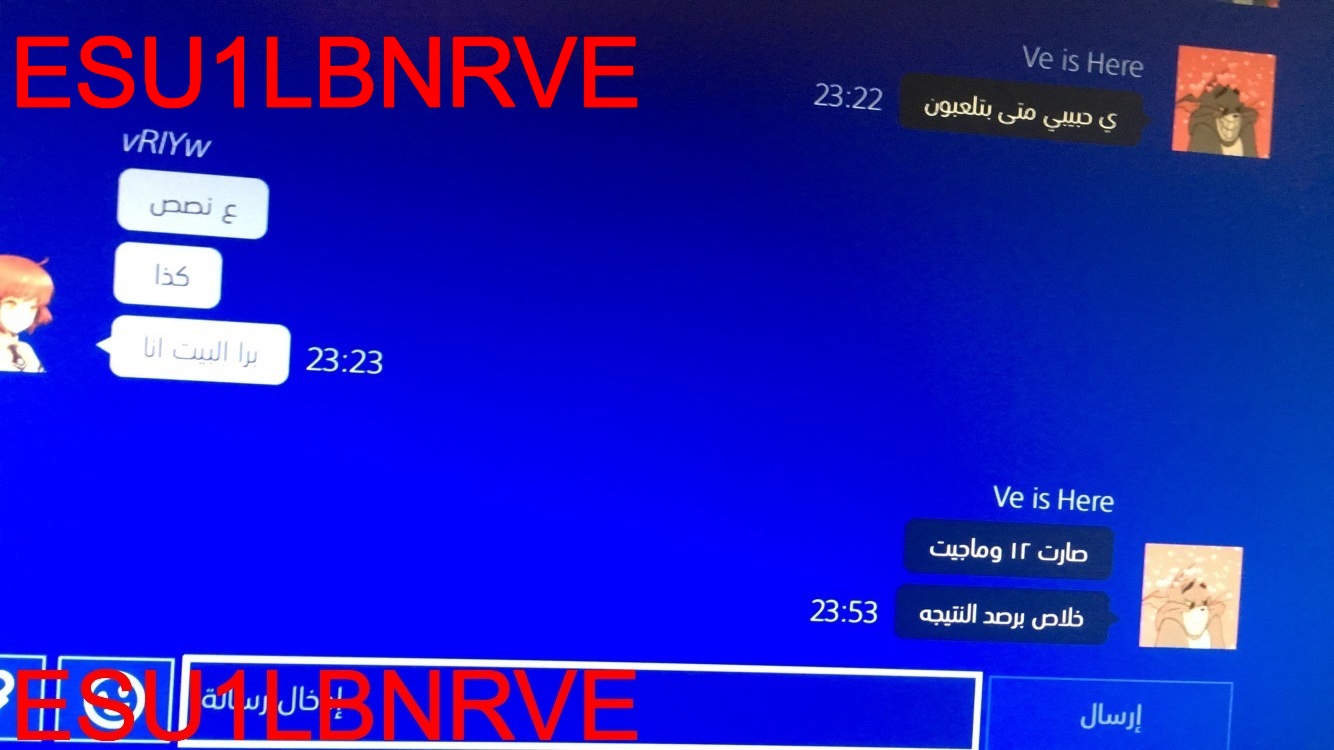 ESU1LBNRVE
Ve is Here
ي حبيبي متى بتلعبون
23:22
vRIYw
ع نصص
كذا
برا البيت انا
23:23
Ve is Here
صارت ١٢ وماجيت
خلاص برصد النتيجه
23:53
ESU1LBNRVE
إدخال رسالة
إرسال